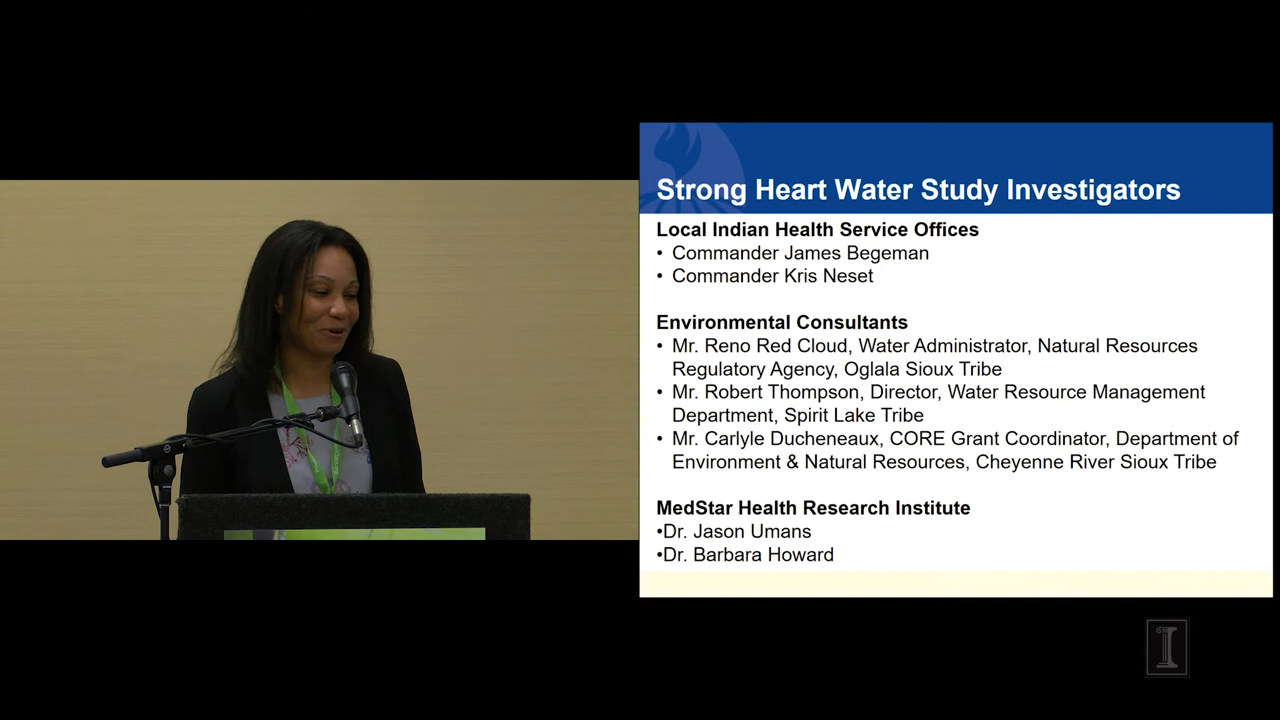 Strong Heart Water Study Investigators
Local Indian Health Service Offices
• Commander James Begeman
• Commander Kris Neset
Environmental Consultants
• Mr. Reno Red Cloud, Water Administrator, Natural Resources
Regulatory Agency, Oglala Sioux Tribe
• Mr. Robert Thompson, Director, Water Resource Management
Department, Spirit Lake Tribe
• Mr. Carlyle Ducheneaux, CORE Grant Coordinator, Department of
Environment & Natural Resources, Cheyenne River Sioux Tribe
MedStar Health Research Institute
•Dr. Jason Umans
•Dr. Barbara Howard
I